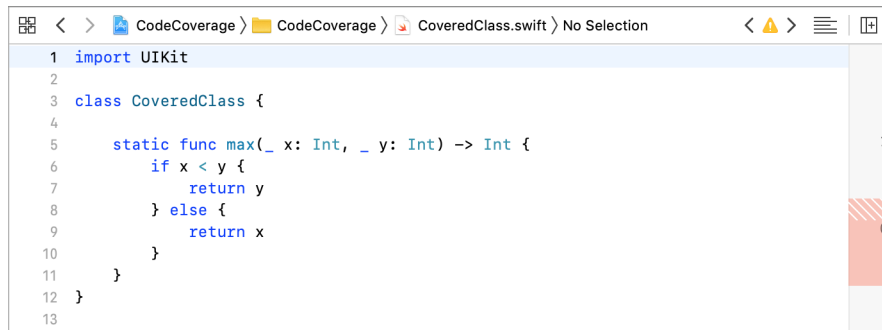 CodeCoverage 〉 CodeCoverage 〉 CoveredClass.swift 〉 No Selection
1 import UIKit
2
3 class CoveredClass {
4
5     static func max(_ x: Int, _ y: Int) -> Int {
6         if x < y {
7             return y
8         } else {
9             return x
10         }
11     }
12 }
13